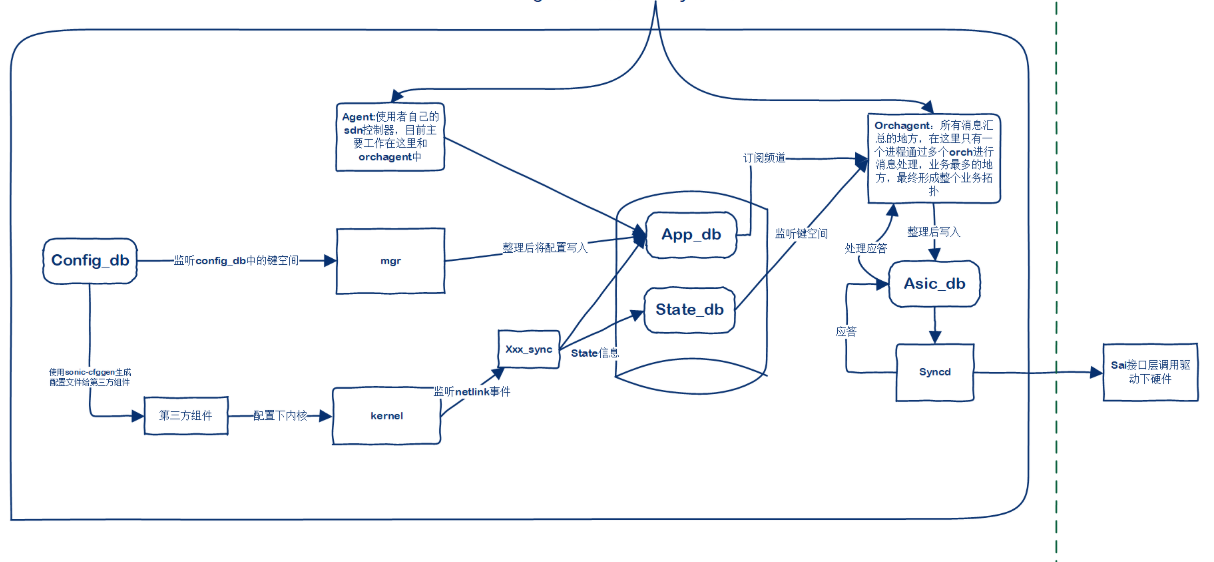 Agent:使用者自己的
sdn控制器，目前主
要工作在这里和
orchagent中
Orchagent：所有消息汇
总的地方，在这里只有一
个进程通过多个orch进行
消息处理，业务最多的地
方，最终形成整个业务拓
扑
订阅频道
App_db
监听键空间
整理后写入
处理应答
整理后将配置写入
Config_db
监听config_db中的键空间
mgr
Asic_db
State_db
应答
Xxx_sync
State信息
Syncd
Sai接口层调用驱
动下硬件
使用sonic-cfggen生成
配置文件给第三方组件
监听netlink事件
第三方组件
配置下内核
kernel